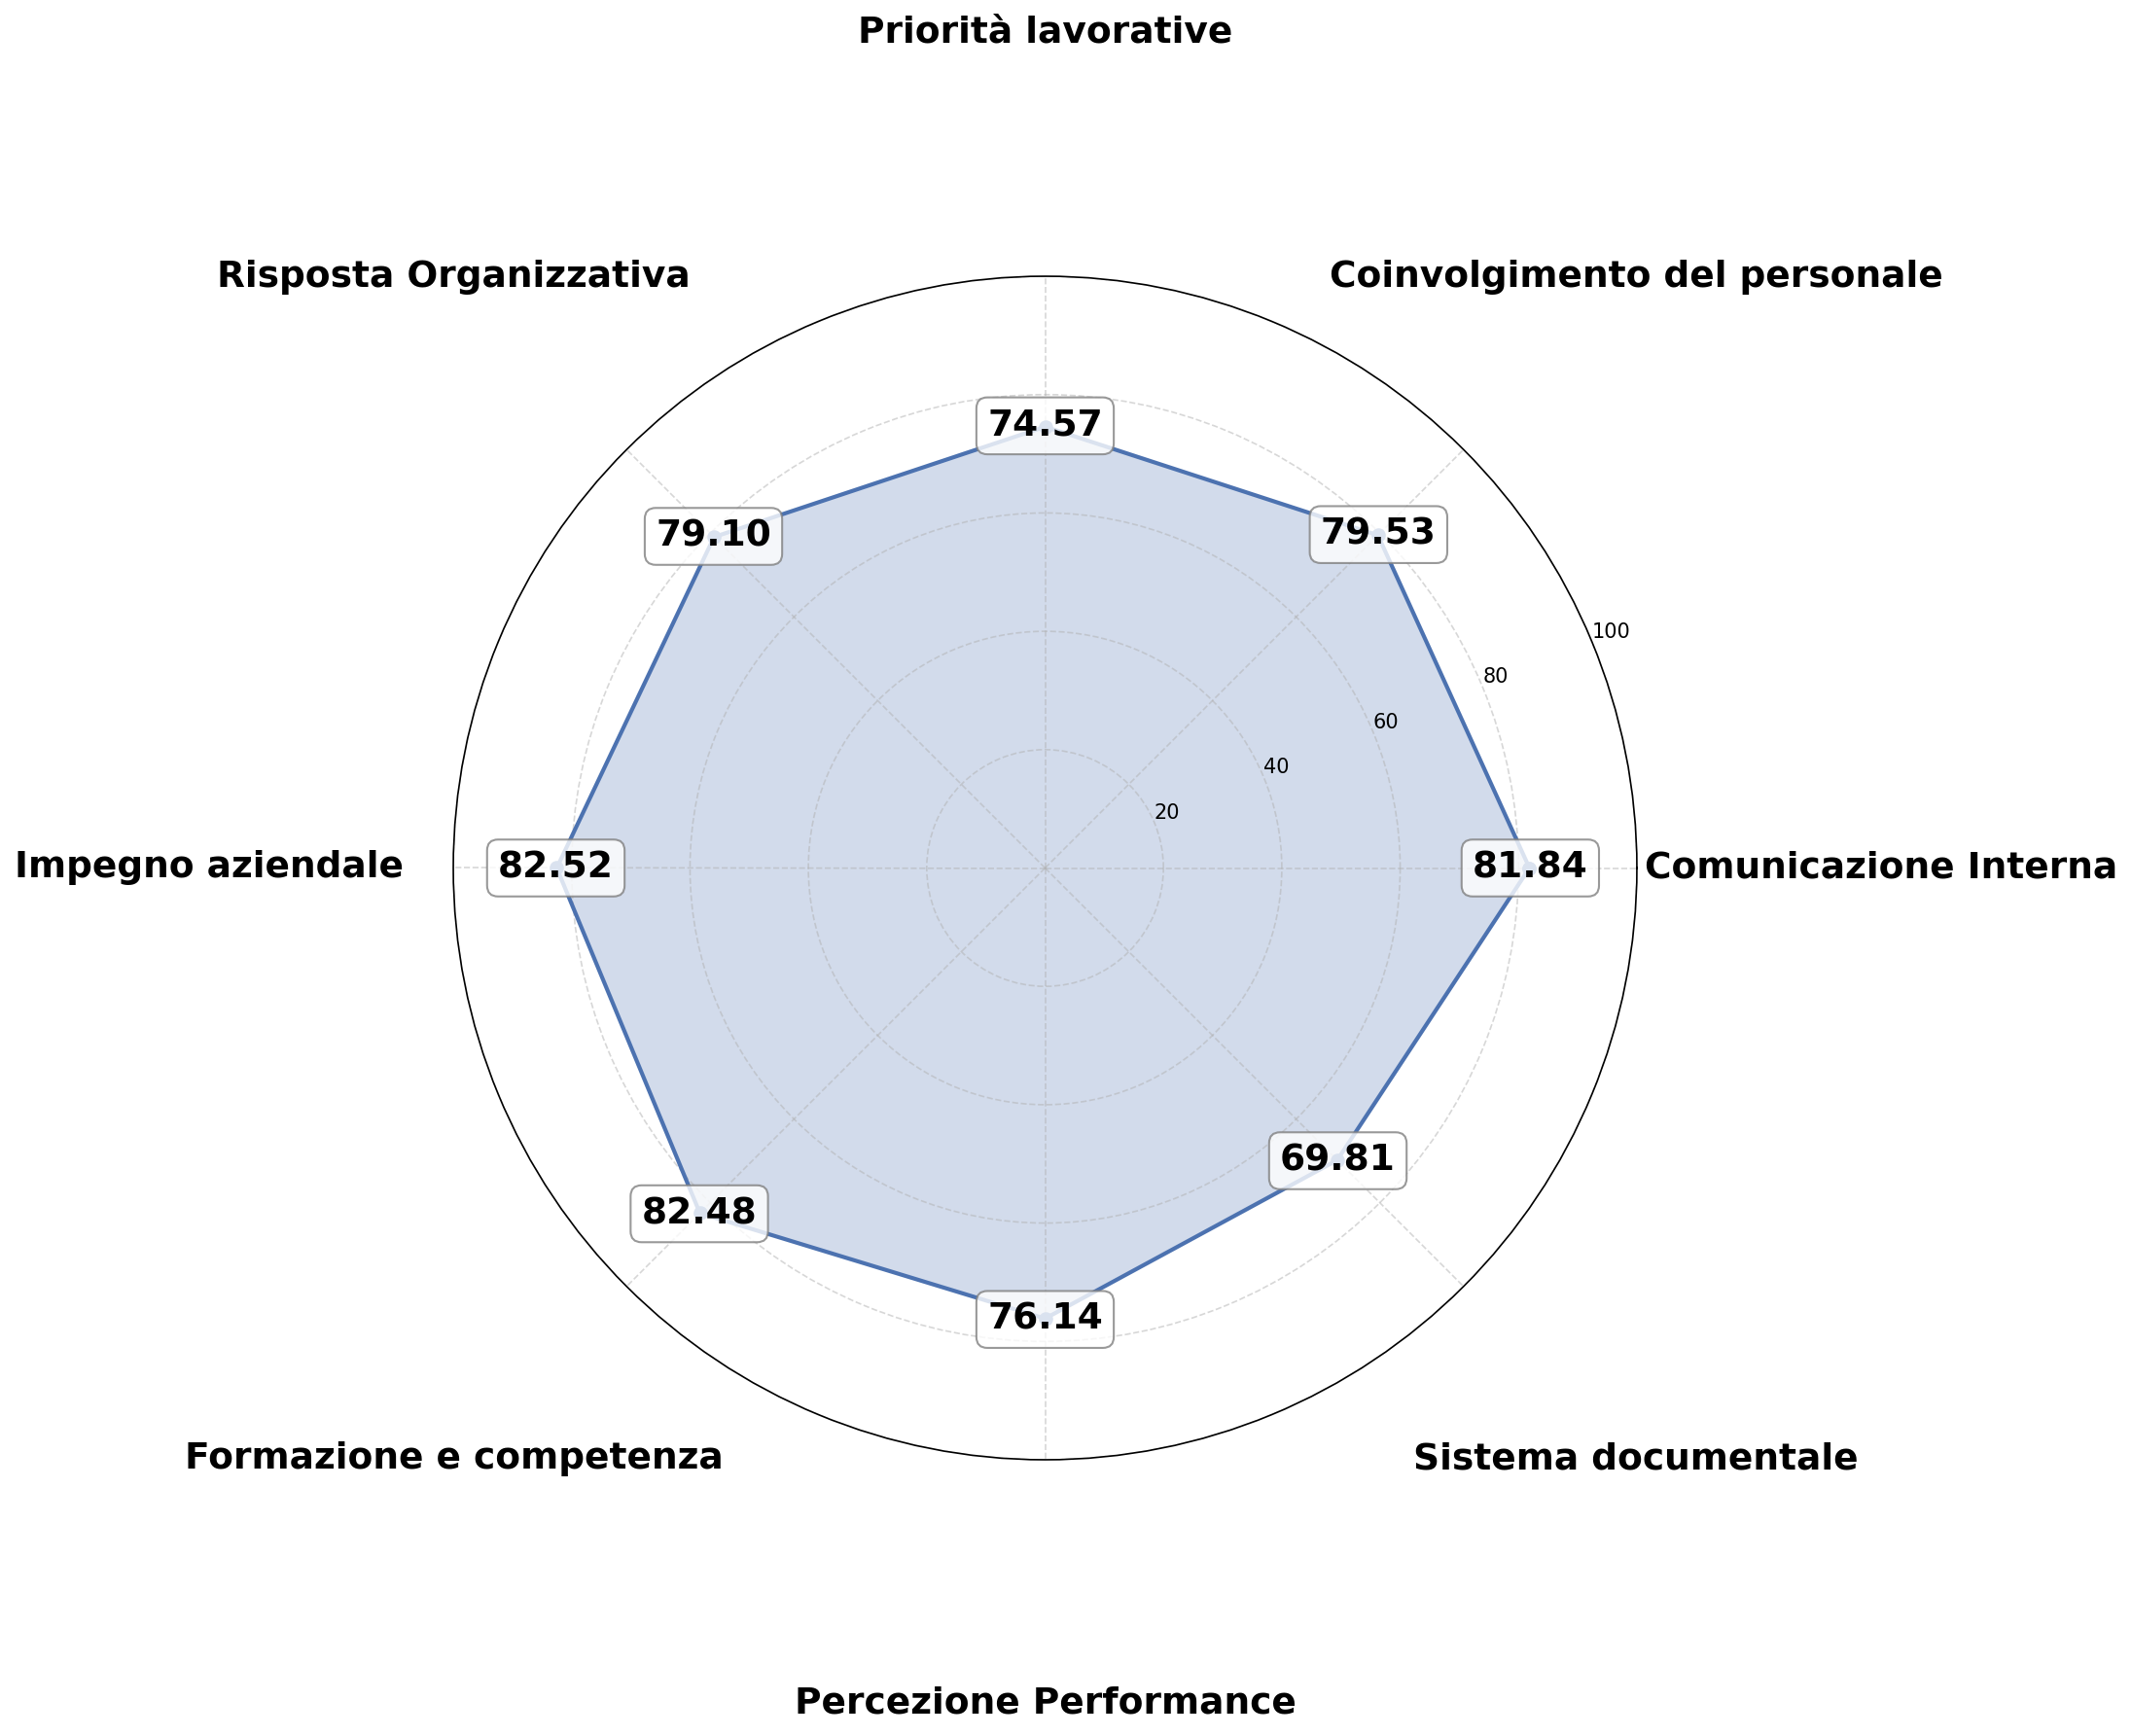 Priorità lavorative
Risposta Organizzativa
Coinvolgimento del personale
74.57
79.10
79.53
100
80
60
40
20
Impegno aziendale
82.52
81.84
Comunicazione Interna
69.81
82.48
76.14
Formazione e competenza
Sistema documentale
Percezione Performance